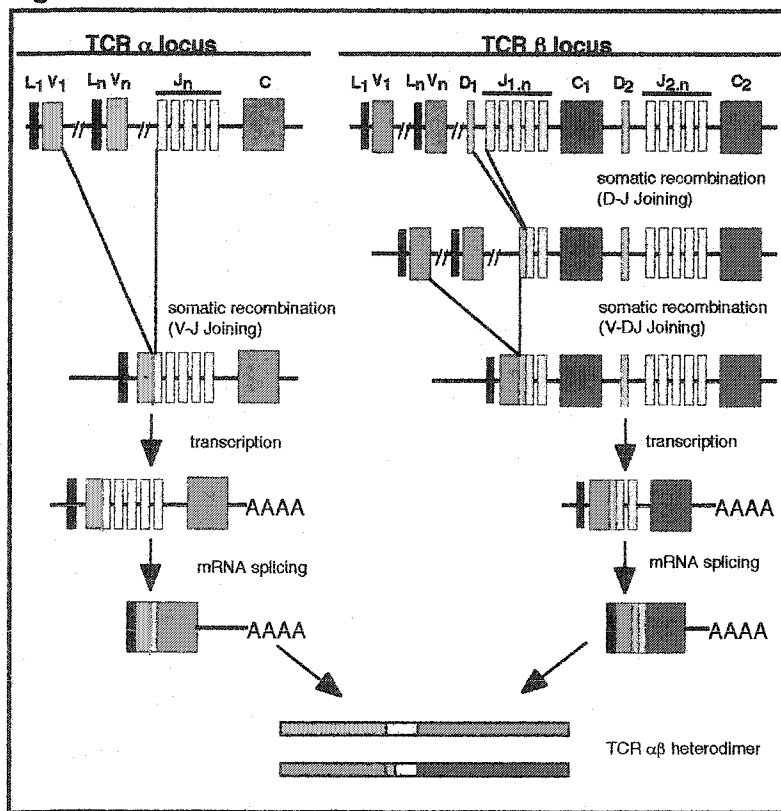 TCR α locus
TCR β locus
L1 V1 Ln Vn Jn C
L1 V1 Ln Vn D1 J1.n C1 D2 J2.n C2
// //
// //
somatic recombination
(D-J Joining)
// //
somatic recombination
(V-J Joining)
somatic recombination
(V-DJ Joining)
transcription
transcription
AAAA
AAAA
mRNA splicing
mRNA splicing
AAAA
AAAA
TCR αβ heterodimer